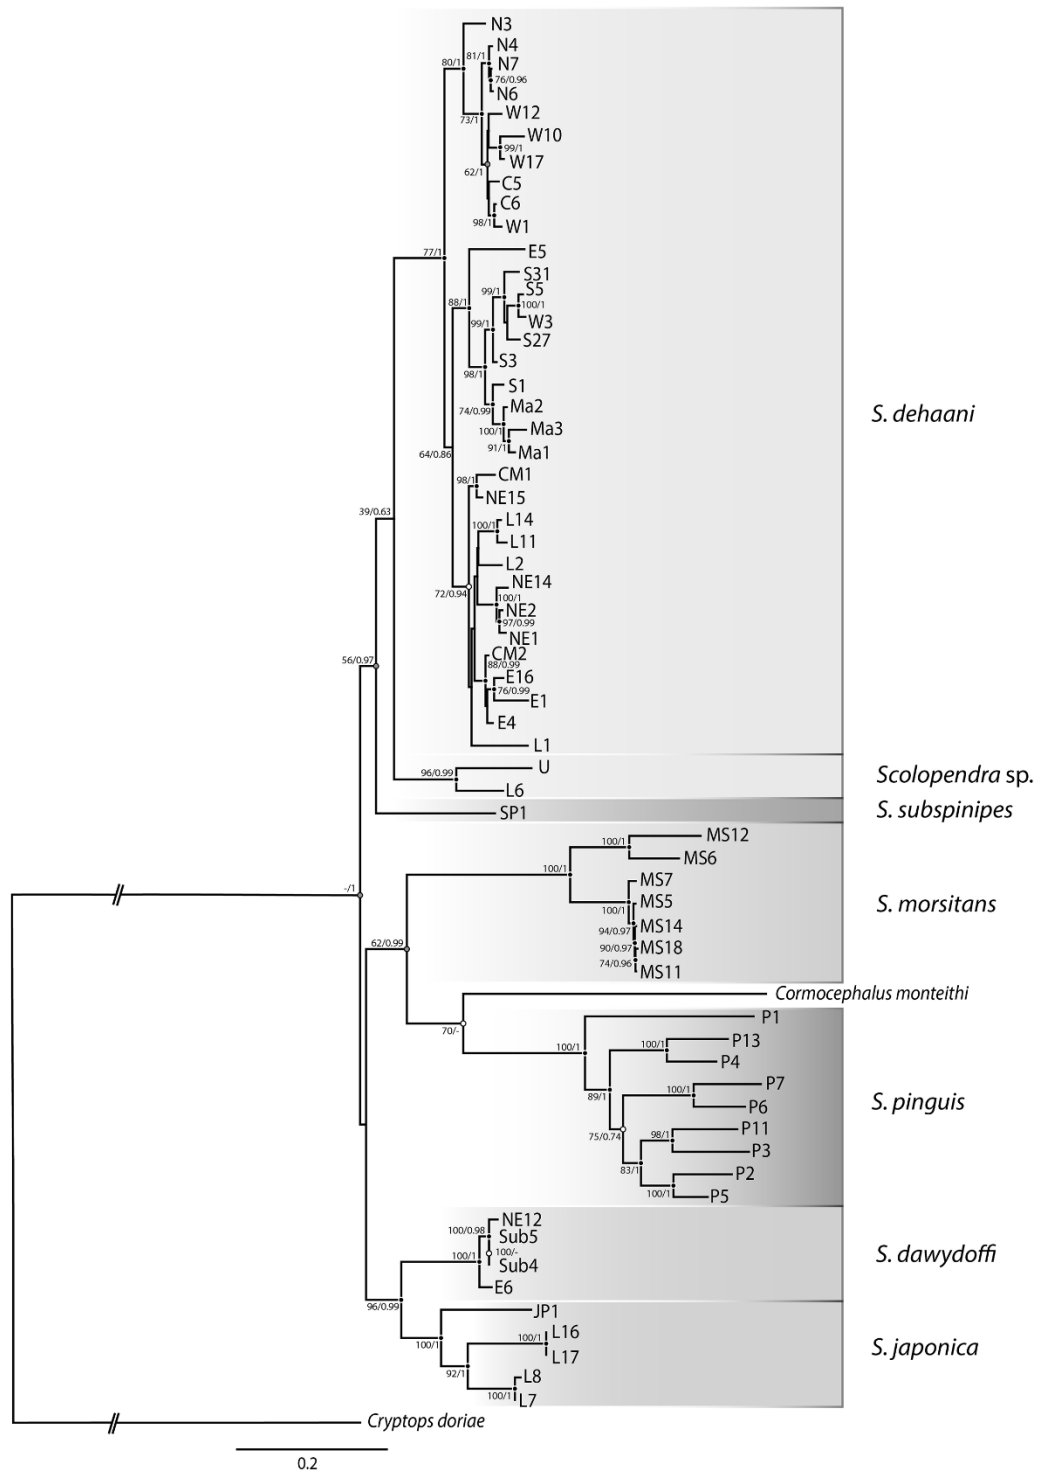 N3
N4
81/1
N7
80/1
76/0.96
N6
W12
73/1
W10
99/1
W17
62/1
C5
C6
98/1
W1
E5
77/1
S31
S5
99/1
88/1
100/1
W3
99/1
S27
S3
98/1
S1
Ma2
74/0.99
S. dehaani
Ma3
100/1
91/1
Ma1
64/0.86
CM1
98/1
NE15
39/0.63
L14
100/1
L11
L2
NE14
72/0.94
100/1
NE2
97/0.99
NE1
CM2
56/0.97
88/0.99
E16
76/0.99
E1
E4
L1
U
96/0.99
Scolopendra sp.
L6
SP1
S. subspinipes
MS12
100/1
MS6
100/1
MS7
-/1
MS5
100/1
S. morsitans
MS14
94/0.97
62/0.99
90/0.97
MS18
74/0.96
MS11
Cormocephalus monteithi
P1
70/-
P13
100/1
100/1
P4
P7
100/1
89/1
P6
S. pinguis
P11
75/0.74
98/1
P3
83/1
P2
100/1
P5
NE12
100/0.98
Sub5
100/1
100/-
S. dawydoffi
Sub4
E6
96/0.99
JP1
L16
100/1
100/1
S. japonica
L17
92/1
L8
100/1
L7
Cryptops doriae
0.2